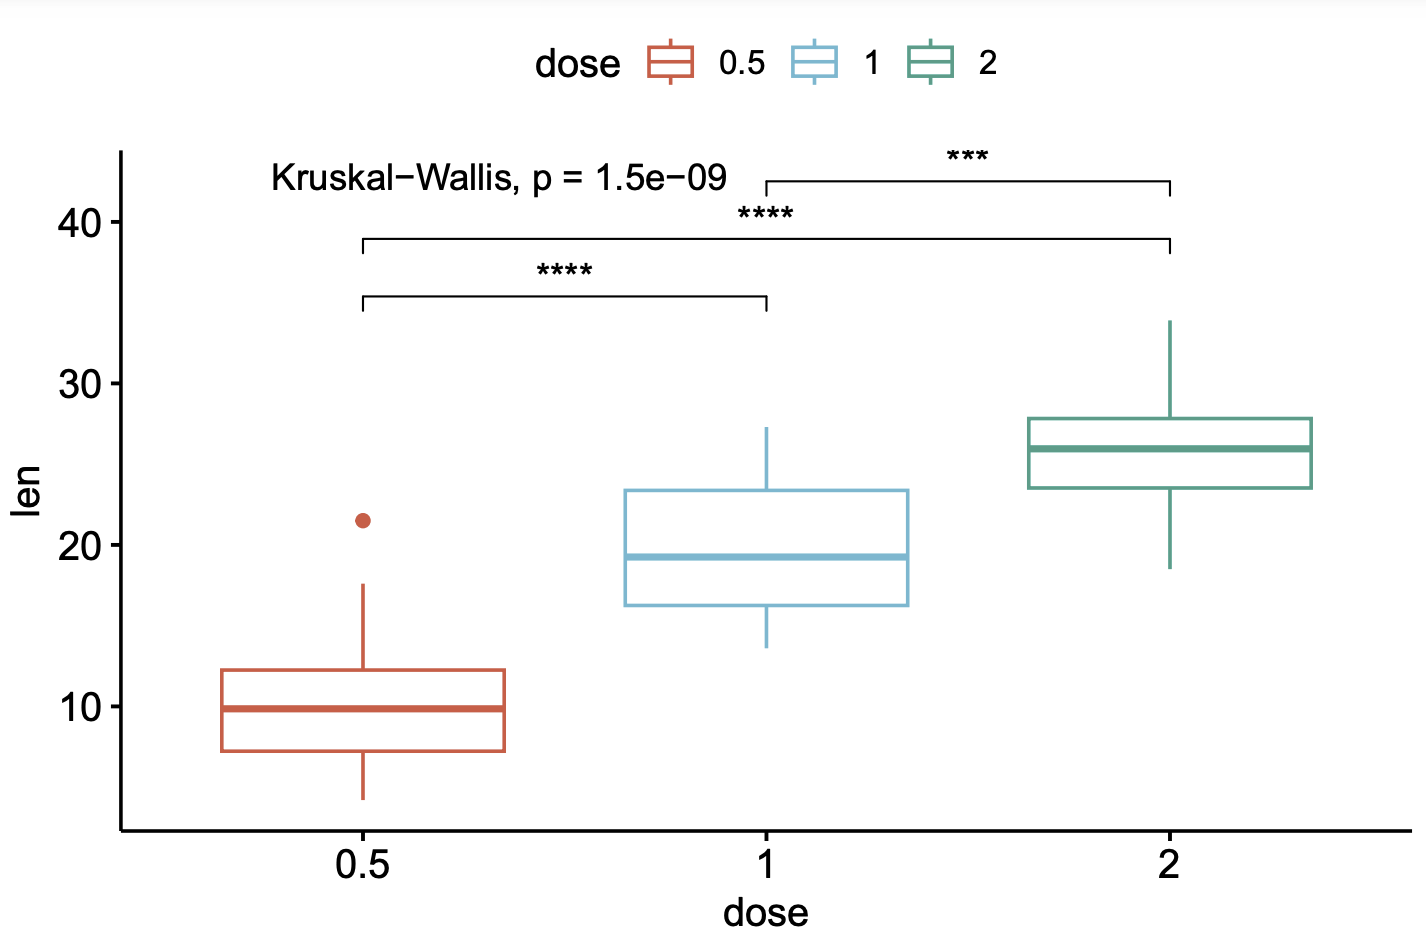 dose 0.5 1 2
***
Kruskal−Wallis, p = 1.5e−09
****
****
40
30
20
10
len
0.5 1 2
dose